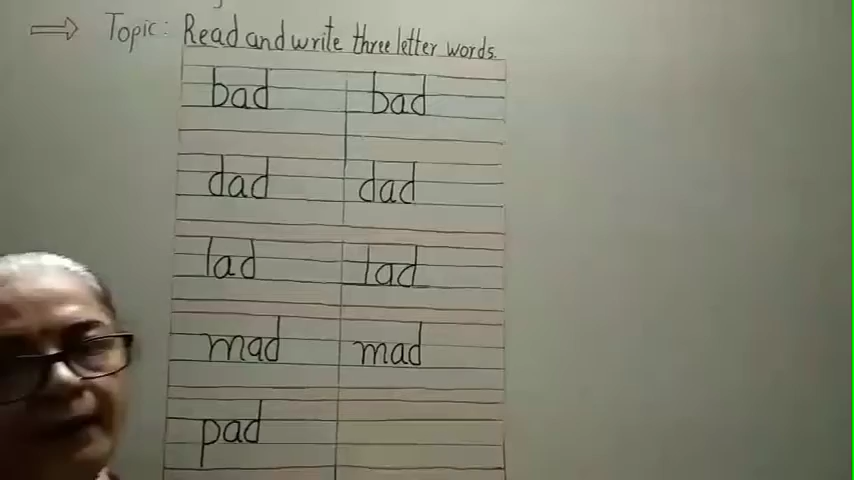 ⇒ Topic: Read and write three letter words.
bad bad
dad dad
lad lad
mad mad
pad